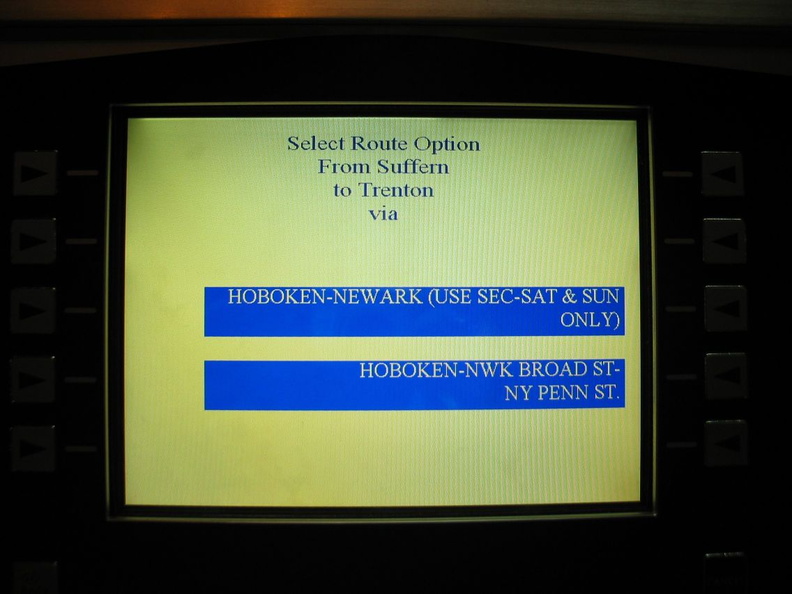 Select Route Option
From Suffern
to Trenton
via
HOBOKEN-NEWARK (USE SEC-SAT & SUN
ONLY)
HOBOKEN-NWK BROAD ST-
NY PENN ST.